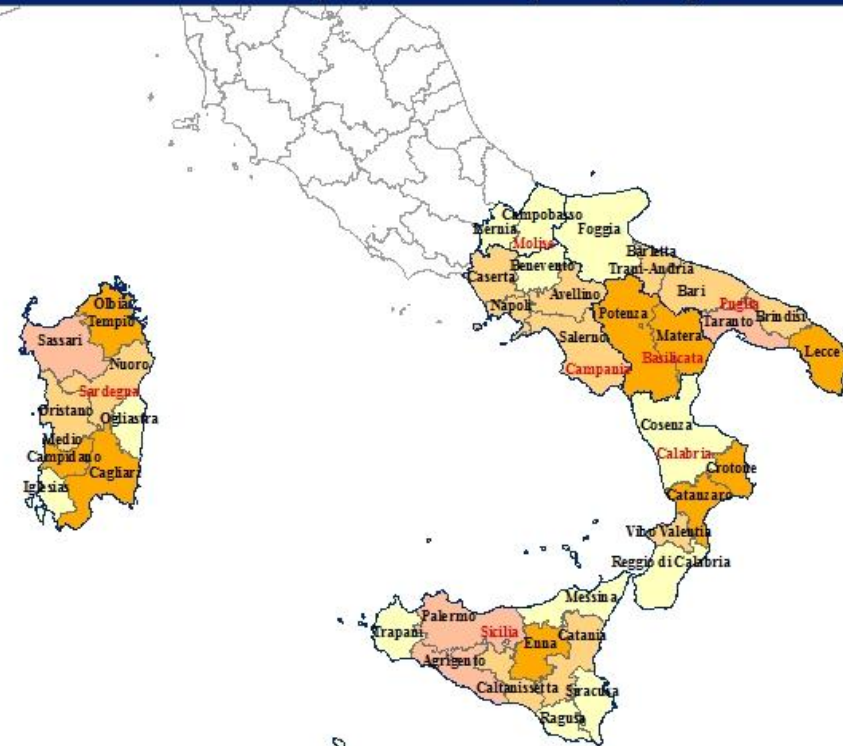 Campobasso
Isernia
Foggia
Molise
Barletta
Trani-Andria
Benevento
Caserta
Avellino
Bari
Napoli
Puglia
Olbia
Tempio
Potenza
Taranto
Brindisi
Salerno
Matera
Sassari
Lecce
Nuoro
Basilicata
Campania
Sardegna
Oristano
Ogliastra
Cosenza
Medio
Campidano
Calabria
Cagliari
Crotone
Iglesias
Catanzaro
Vibo Valentia
Reggio di Calabria
Messina
Palermo
Trapani
Sicilia
Catania
Enna
Agrigento
Caltanissetta
Siracusa
Ragusa